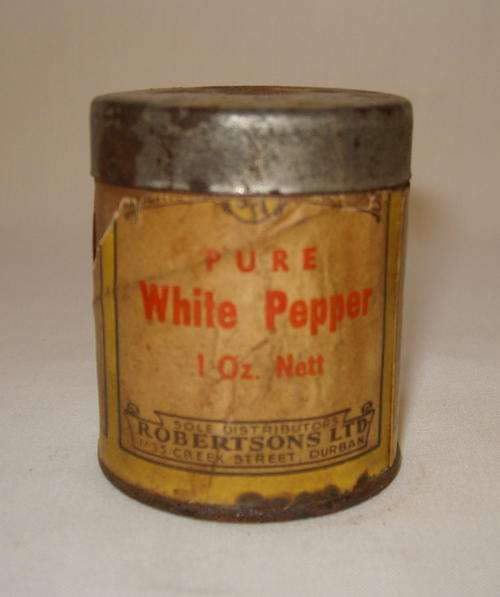 PURE
White Pepper
1 Oz. Nett
SOLE DISTRIBUTORS
ROBERTSONS LTD
CREEK STREET, DURBAN